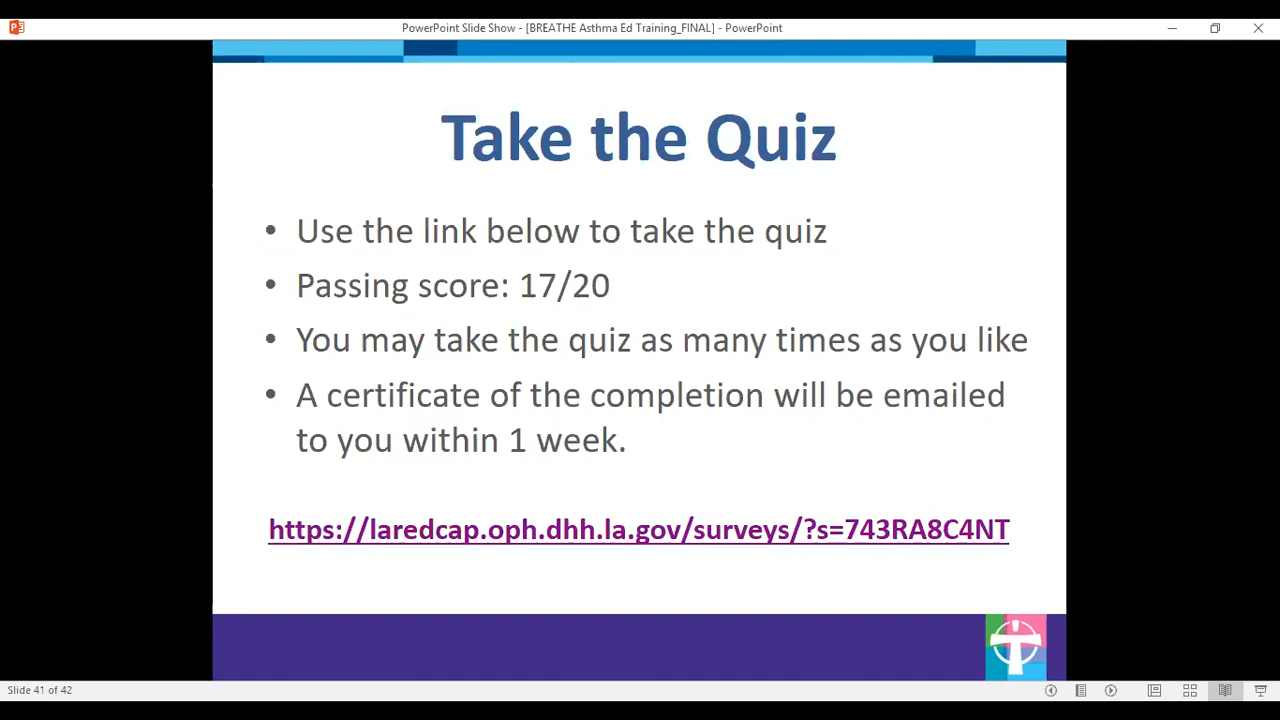 PowerPoint Slide Show - [BREATHE Asthma Ed Training_FINAL] - PowerPoint
Take the Quiz
• Use the link below to take the quiz
• Passing score: 17/20
• You may take the quiz as many times as you like
• A certificate of the completion will be emailed
to you within 1 week.
https://laredcap.oph.dhh.la.gov/surveys/?s=743RA8C4NT
Slide 41 of 42